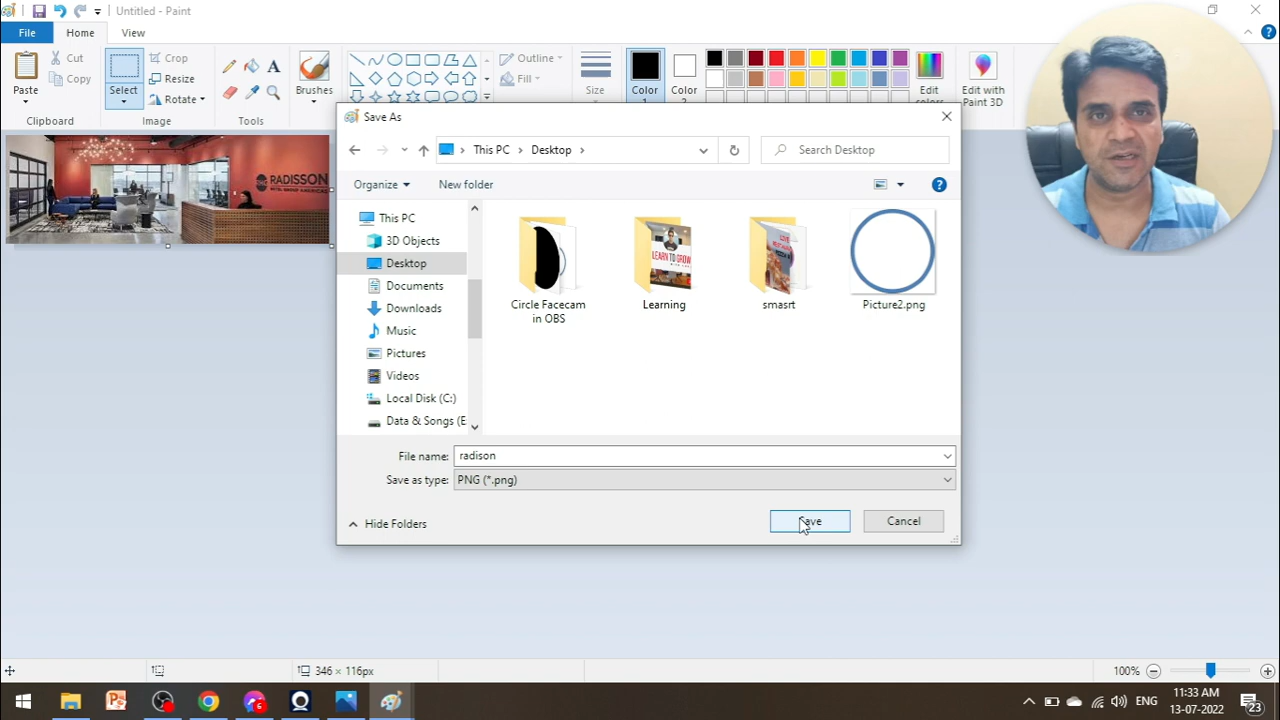 Untitled - Paint
File
Home
View
Paste
Cut
Copy
Clipboard
Select
Crop
Resize
Rotate
Image
Tools
Brushes
Outline
Fill
Size
Color
Color
Edit
Edit with
Paint 3D
RADISSON
Save As
This PC
Desktop
Search Desktop
Organize
New folder
This PC
3D Objects
Desktop
Documents
Downloads
Music
Pictures
Videos
Local Disk (C:)
Data & Songs (E
LEARN TO GROW
Circle Facecam
in OBS
Learning
smasrt
Picture2.png
File name:
radison
Save as type:
PNG (*.png)
Hide Folders
Save
Cancel
346 × 116px
100%
ENG
11:33 AM
13-07-2022
23